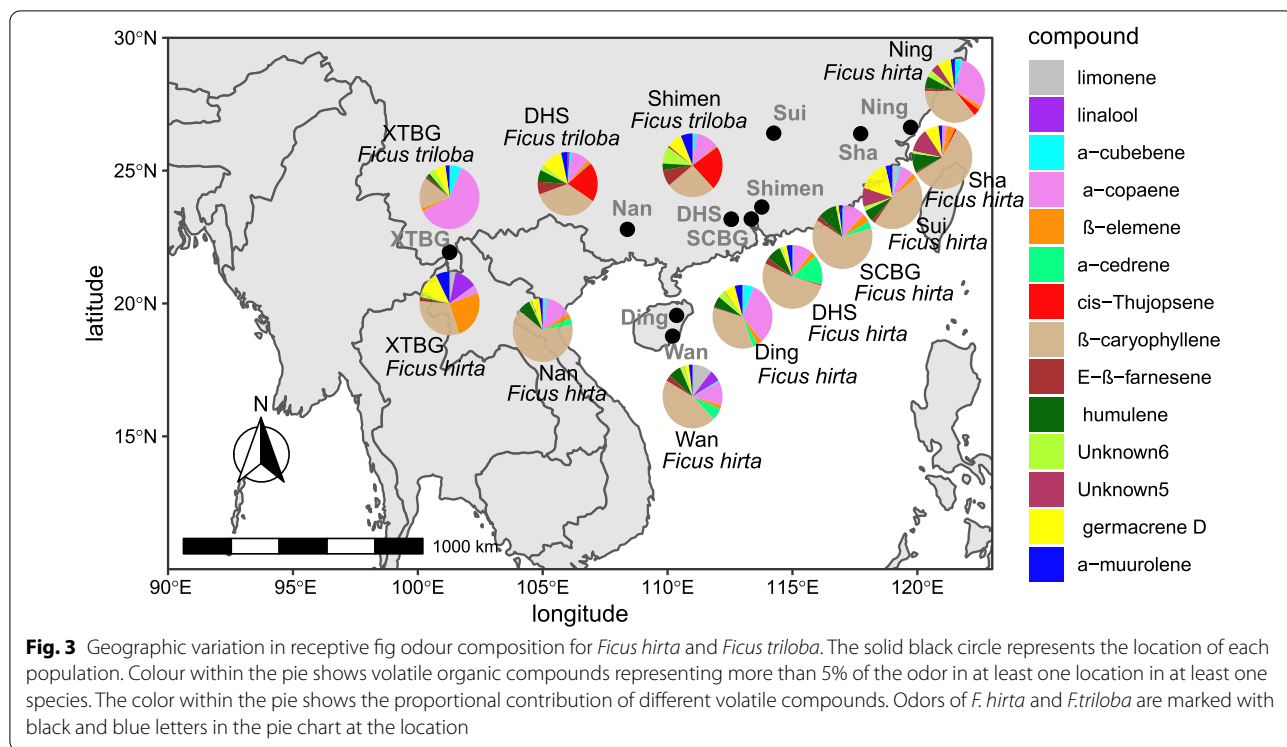 30°N
25°N
20°N
15°N
latitude
90°E 95°E 100°E 105°E 110°E 115°E 120°E
longitude
XTBG
Ficus triloba
DHS
Ficus triloba
Shimen
Ficus triloba
Ning
Ficus hirta
Sui
Ning
Sha
Sha
Ficus hirta
Shimen
Nan
DHS
SCBG
Sui
Ficus hirta
XTBG
SCBG
Ficus hirta
Ding
DHS
Ficus hirta
Wan
XTBG
Ficus hirta
Nan
Ficus hirta
Ding
Ficus hirta
Wan
Ficus hirta
N
1000 km
compound
limonene
linalool
a−cubebene
a−copaene
ß−elemene
a−cedrene
cis−Thujopsene
ß−caryophyllene
E−ß−farnesene
humulene
Unknown6
Unknown5
germacrene D
a−muurolene
Fig. 3 Geographic variation in receptive fig odour composition for Ficus hirta and Ficus triloba. The solid black circle represents the location of each
population. Colour within the pie shows volatile organic compounds representing more than 5% of the odor in at least one location in at least one
species. The color within the pie shows the proportional contribution of different volatile compounds. Odors of F. hirta and F.triloba are marked with
black and blue letters in the pie chart at the location